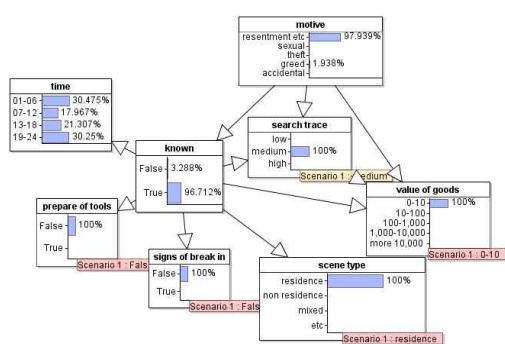 motive
resentment etc 97.939%
sexual
theft
greed 1.938%
accidental
time
01-06 30.475%
07-12 17.967%
13-18 21.307%
19-24 30.25%
known
False 3.288%
True 96.712%
search trace
low
medium 100%
high
Scenario 1 : medium
value of goods
0-10 100%
10-100
100-1,000
1,000-10,000
more 10,000
Scenario 1 : 0-10
prepare of tools
False 100%
True
Scenario 1 : Fals
signs of break in
False 100%
True
Scenario 1 : Fals
scene type
residence 100%
non residence
mixed
etc
Scenario 1 : residence